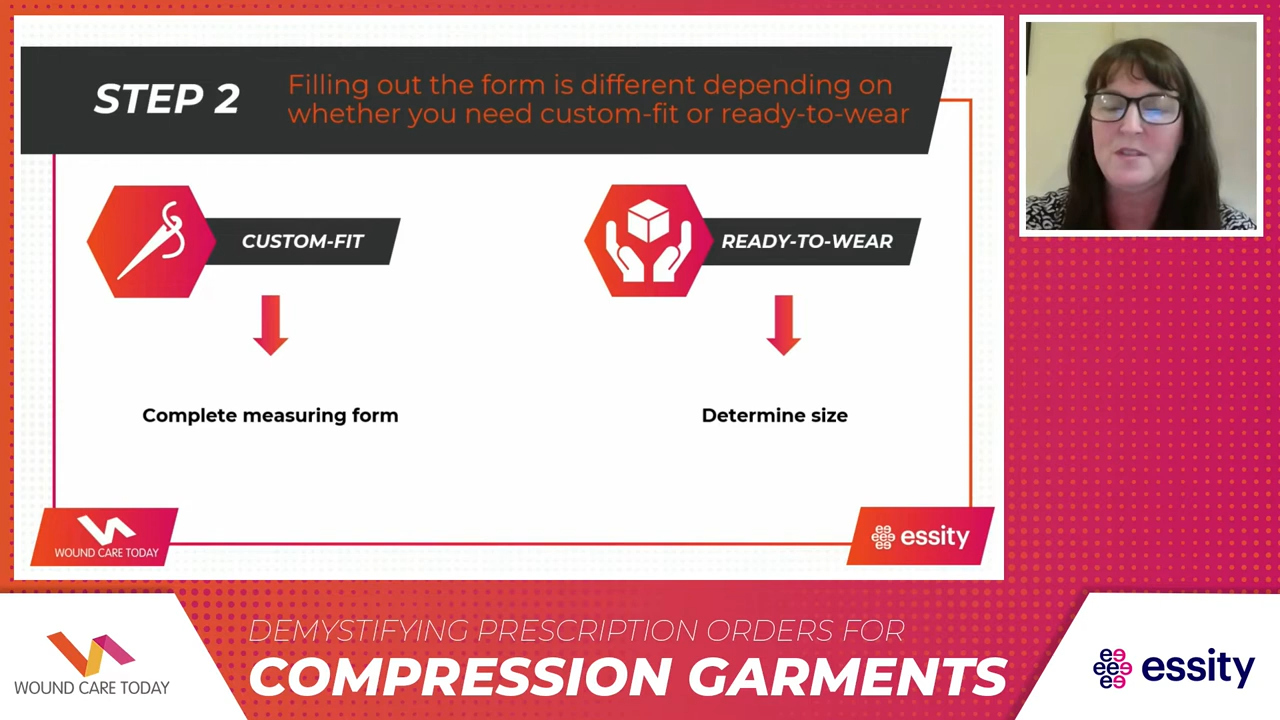 STEP 2
Filling out the form is different depending on
whether you need custom-fit or ready-to-wear
CUSTOM-FIT
READY-TO-WEAR
Complete measuring form
Determine size
WOUND CARE TODAY
essity
DEMYSTIFYING PRESCRIPTION ORDERS FOR
COMPRESSION GARMENTS
WOUND CARE TODAY
essity